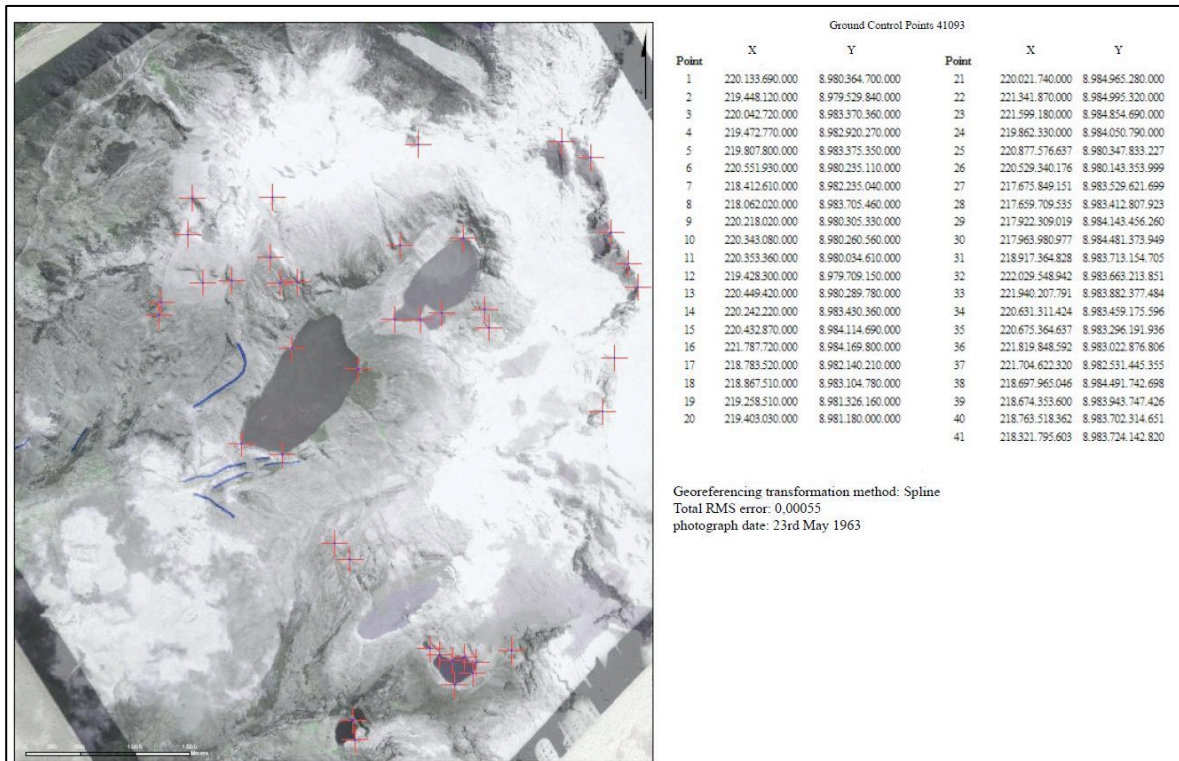 Ground Control Points 41093
X Y X Y
Point Point
1 220.133.690.000 8.980.364.700.000 21 220.021.740.000 8.984.965.280.000
2 219.448.120.000 8.979.529.840.000 22 221.341.870.000 8.984.995.320.000
3 220.042.720.000 8.983.370.360.000 23 221.599.180.000 8.984.854.690.000
4 219.472.770.000 8.982.920.270.000 24 219.862.330.000 8.984.050.790.000
5 219.807.800.000 8.983.375.350.000 25 220.877.576.637 8.980.347.833.227
6 220.551.930.000 8.980.235.110.000 26 220.529.340.176 8.980.143.353.999
7 218.412.610.000 8.982.235.040.000 27 217.675.849.151 8.983.529.621.699
8 218.062.020.000 8.983.705.460.000 28 217.659.709.535 8.983.412.807.923
9 220.218.020.000 8.980.305.330.000 29 217.922.309.019 8.984.143.456.260
10 220.343.080.000 8.980.260.560.000 30 217.963.980.977 8.984.481.373.949
11 220.353.360.000 8.980.034.610.000 31 218.917.364.828 8.983.713.154.705
12 219.428.300.000 8.979.709.150.000 32 222.029.548.942 8.983.663.213.851
13 220.449.420.000 8.980.289.780.000 33 221.940.207.791 8.983.882.377.484
14 220.242.220.000 8.983.430.360.000 34 220.631.311.424 8.983.459.175.596
15 220.432.870.000 8.984.114.690.000 35 220.675.364.637 8.983.296.191.936
16 221.787.720.000 8.984.169.800.000 36 221.819.848.592 8.983.022.876.806
17 218.783.520.000 8.982.140.210.000 37 221.704.622.320 8.982.531.445.355
18 218.867.510.000 8.983.104.780.000 38 218.697.965.046 8.984.491.742.698
19 219.258.510.000 8.981.326.160.000 39 218.674.353.600 8.983.943.747.426
20 219.403.030.000 8.981.180.000.000 40 218.763.518.362 8.983.702.314.651
41 218.321.795.603 8.983.724.142.820
Georeferencing transformation method: Spline
Total RMS error: 0,00055
photograph date: 23rd May 1963
Meters